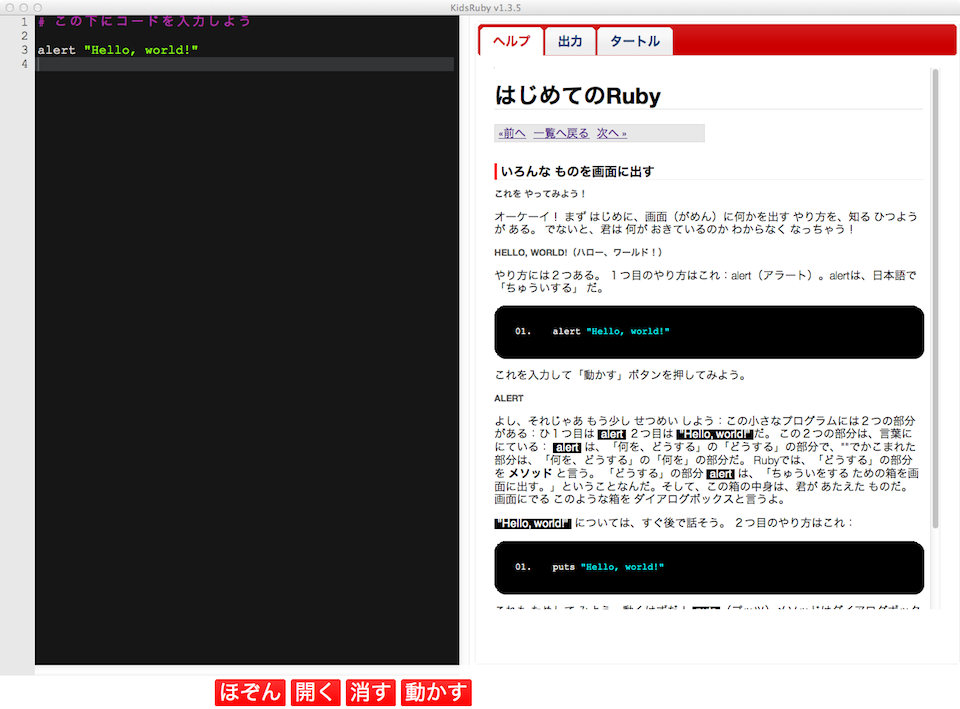 KidsRuby v1.3.5
1 # この下にコードを入力しよう
2
3 alert "Hello, world!"
4
ヘルプ 出力 タートル
はじめてのRuby
«前へ 一覧へ戻る 次へ »
いろんな ものを画面に出す
これを やってみよう！
オーケーイ！ まず はじめに、画面（がめん）に何かを出す やり方を、知る ひつよう
が ある。 でないと、君は 何が おきているのか わからなく なっちゃう！
HELLO, WORLD!（ハロー、ワールド！）
やり方には２つある。 １つ目のやり方はこれ：alert（アラート）。alertは、日本語で
「ちゅういする」 だ。
01. alert "Hello, world!"
これを入力して「動かす」ボタンを押してみよう。
ALERT
よし、それじゃあ もう少し せつめい しよう：この小さなプログラムには２つの部分
がある：ひ１つ目は alert ２つ目は "Hello, world!"だ。 この２つの部分は、言葉に
にている： alert は、「何を、どうする」の「どうする」の部分で、""でかこまれた
部分は、「何を、どうする」の「何を」の部分だ。 Rubyでは、「どうする」の部分
を メソッド と言う。 「どうする」の部分 alert は、「ちゅういをする ための箱を画
面に出す。」ということなんだ。そして、この箱の中身は、君が あたえた ものだ。
画面にでる このような箱を ダイアログボックスと言うよ。
"Hello, world!" については、すぐ後で話そう。 ２つ目のやり方はこれ：
01. puts "Hello, world!"
ほぞん 開く 消す 動かす